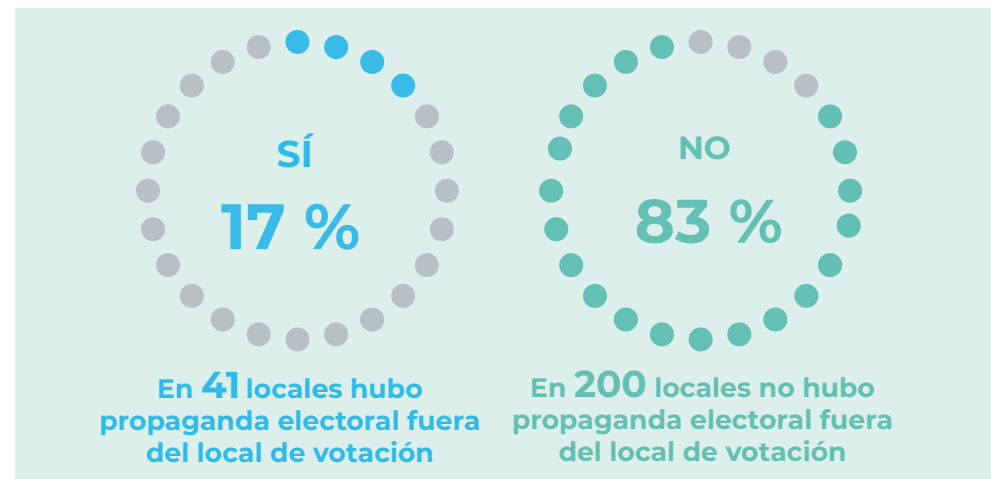 SÍ
17 %
En 41 locales hubo
propaganda electoral fuera
del local de votación
NO
83 %
En 200 locales no hubo
propaganda electoral fuera
del local de votación